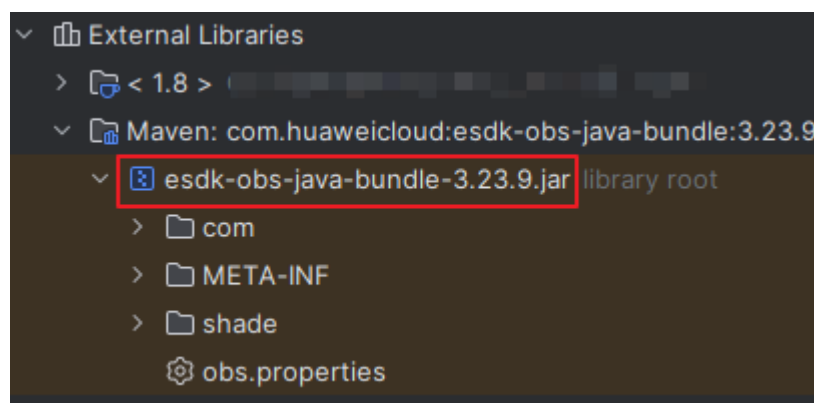 External Libraries
< 1.8 >
Maven: com.huaweicloud:esdk-obs-java-bundle:3.23.9
esdk-obs-java-bundle-3.23.9.jar library root
com
META-INF
shade
obs.properties